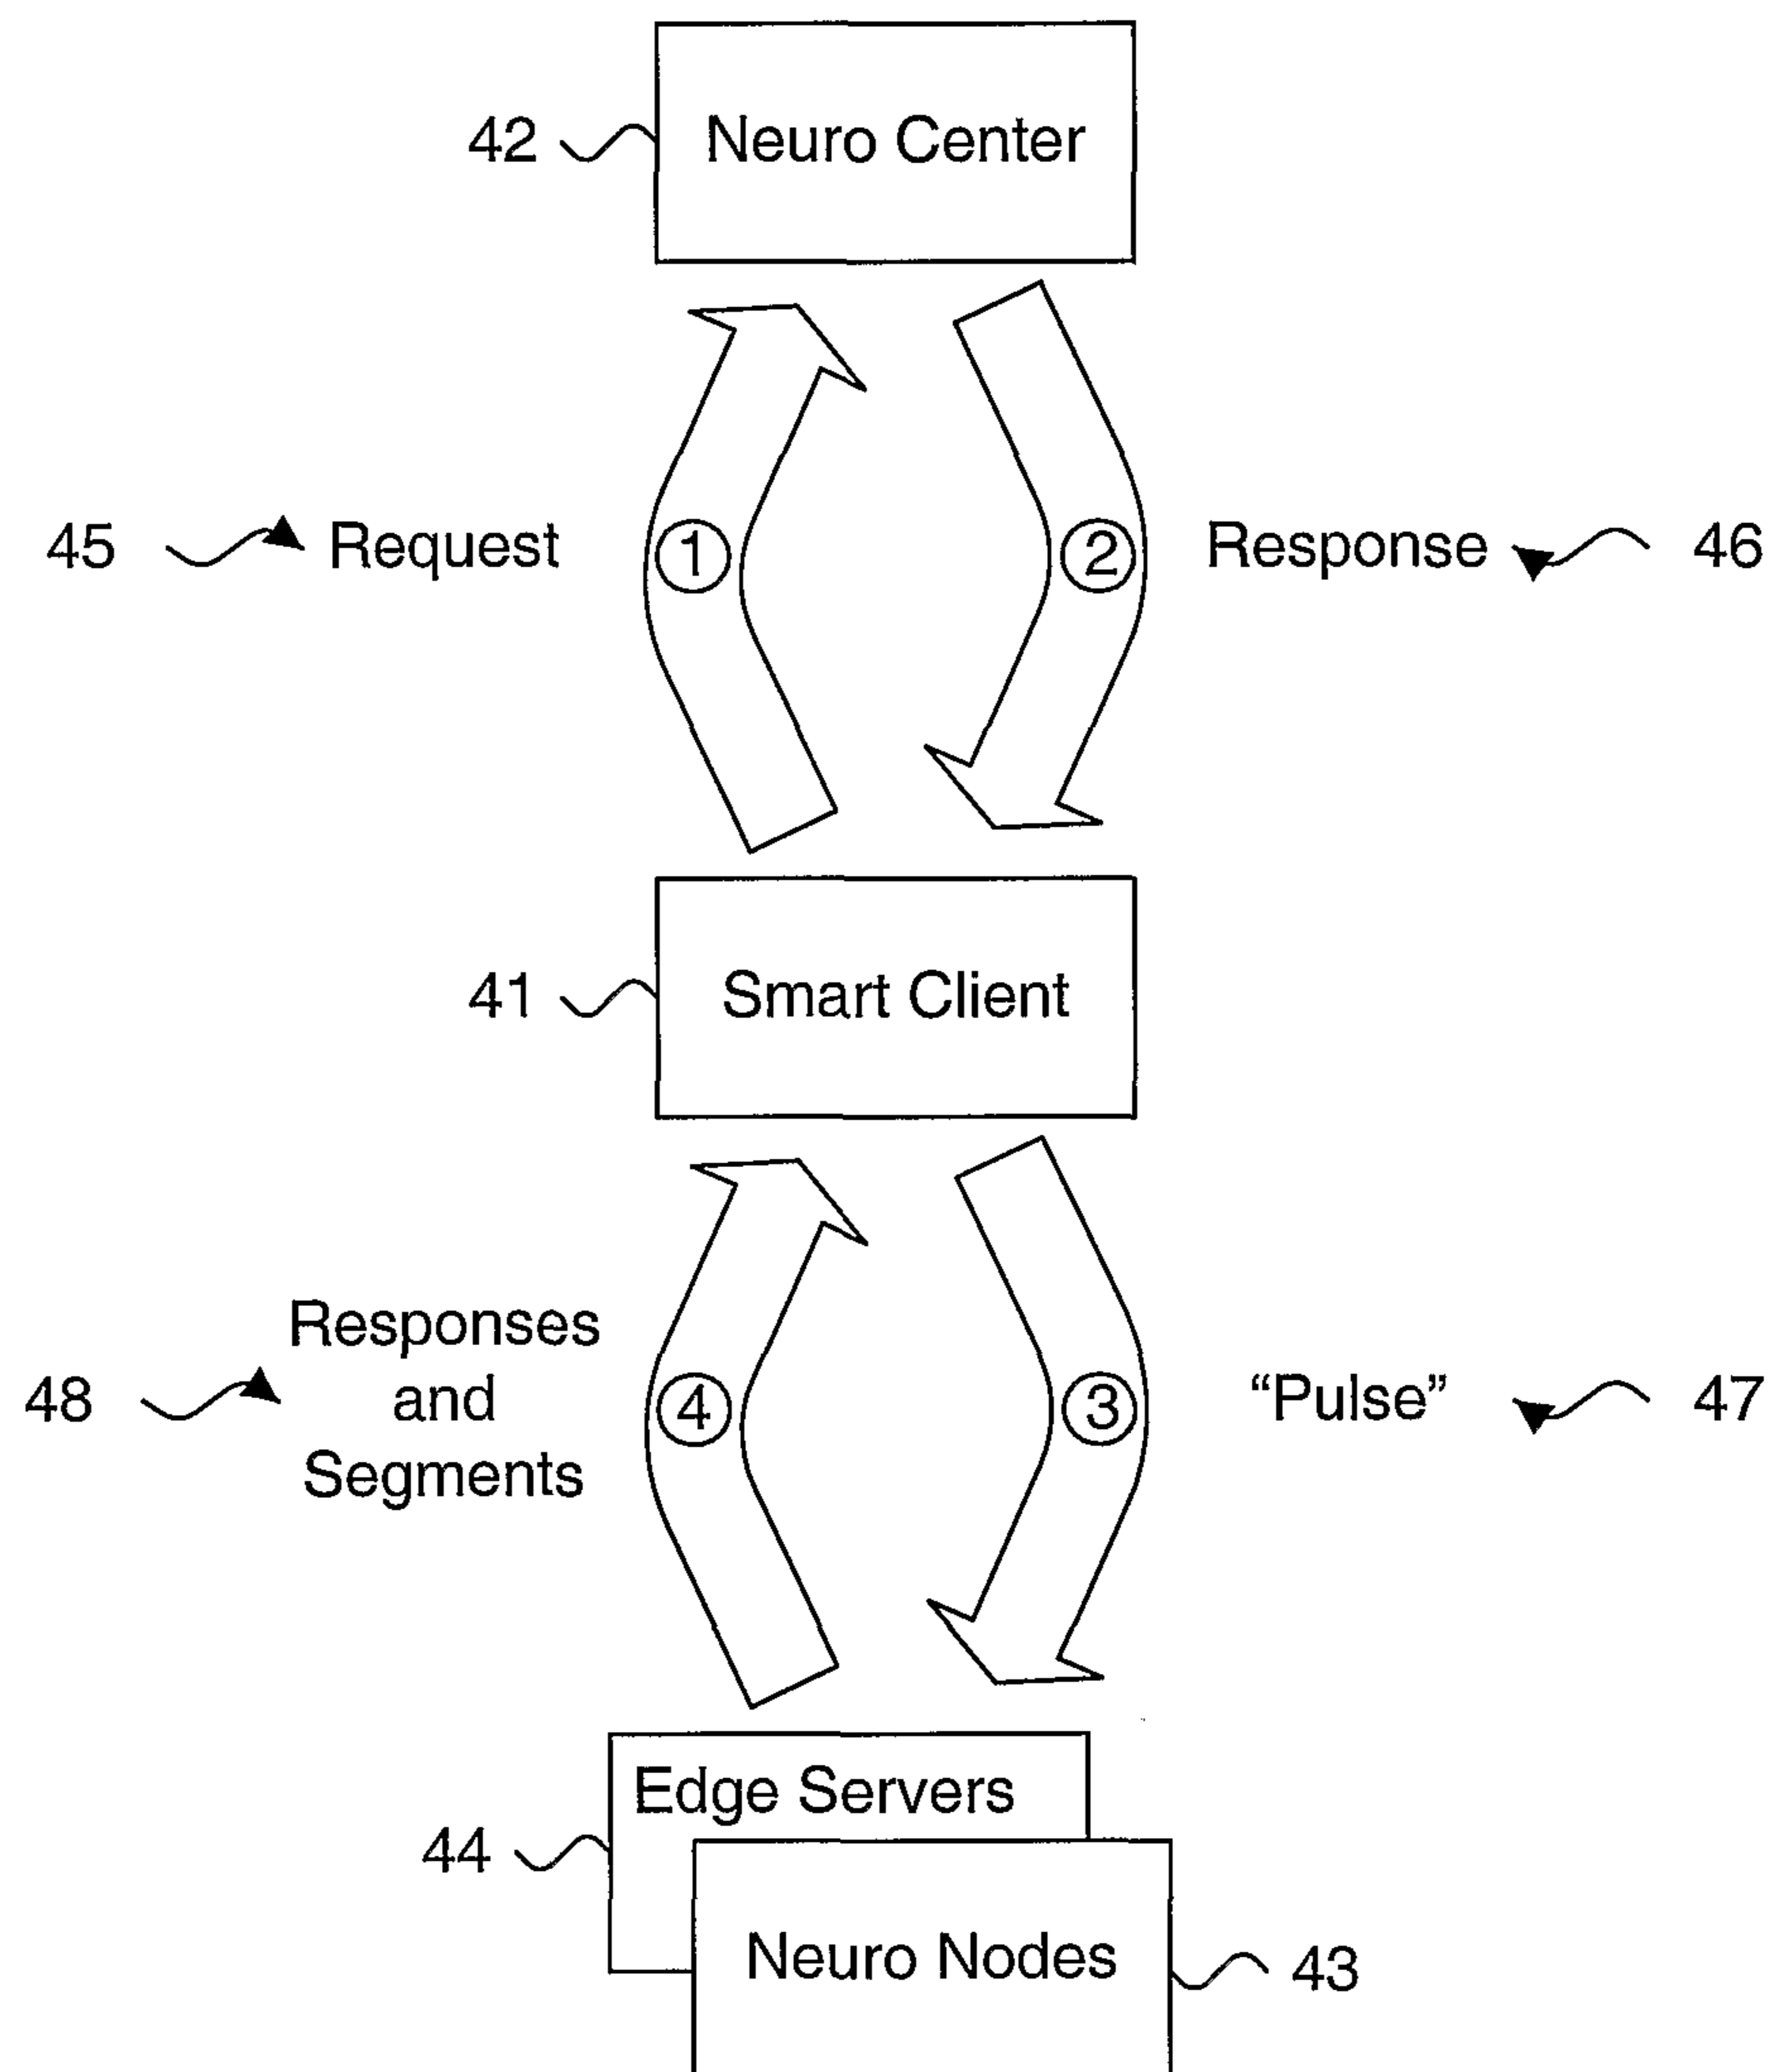 42
Neuro Center
45
Request
1
2
Response
46
41
Smart Client
48
Responses
and
Segments
4
3
“Pulse”
47
Edge Servers
44
Neuro Nodes
43